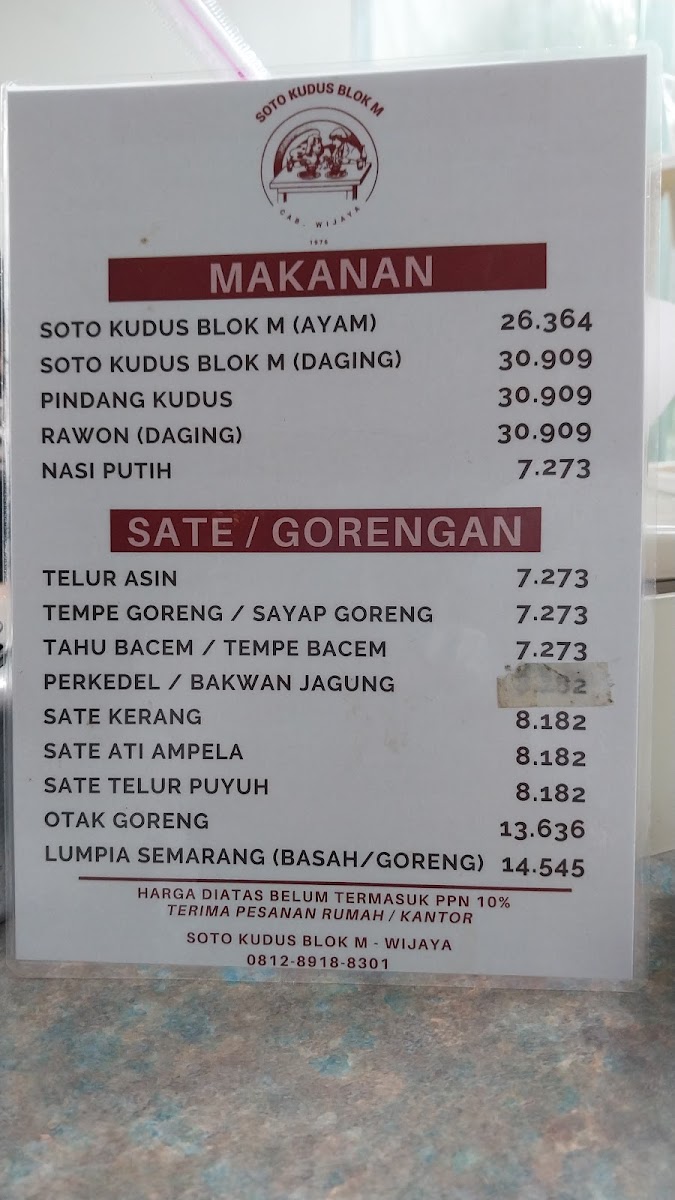 SOTO KUDUS BLOK M
CAB. WIJAYA
1978
MAKANAN
SOTO KUDUS BLOK M (AYAM) 26.364
SOTO KUDUS BLOK M (DAGING) 30.909
PINDANG KUDUS 30.909
RAWON (DAGING) 30.909
NASI PUTIH 7.273
SATE / GORENGAN
TELUR ASIN 7.273
TEMPE GORENG / SAYAP GORENG 7.273
TAHU BACEM / TEMPE BACEM 7.273
PERKEDEL / BAKWAN JAGUNG
SATE KERANG 8.182
SATE ATI AMPELA 8.182
SATE TELUR PUYUH 8.182
OTAK GORENG 13.636
LUMPIA SEMARANG (BASAH/GORENG) 14.545
HARGA DIATAS BELUM TERMASUK PPN 10%
TERIMA PESANAN RUMAH / KANTOR
SOTO KUDUS BLOK M - WIJAYA
0812-8918-8301